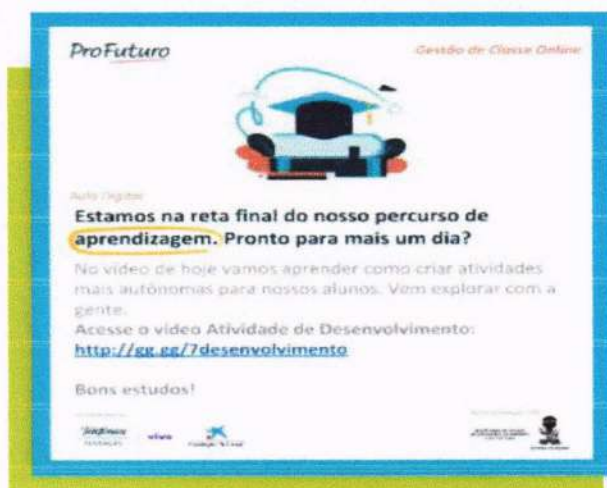 ProFuturo
Gestão de Classe Online
Aula Digital
Estamos na reta final do nosso percurso de
aprendizagem. Pronto para mais um dia?
No vídeo de hoje vamos aprender como criar atividades
mais autônomas para nossos alunos. Vem explorar com a
gente.
Acesse o vídeo Atividade de Desenvolvimento:
http://gg.gg/7desenvolvimento
Bons estudos!
Telefónica
vivo